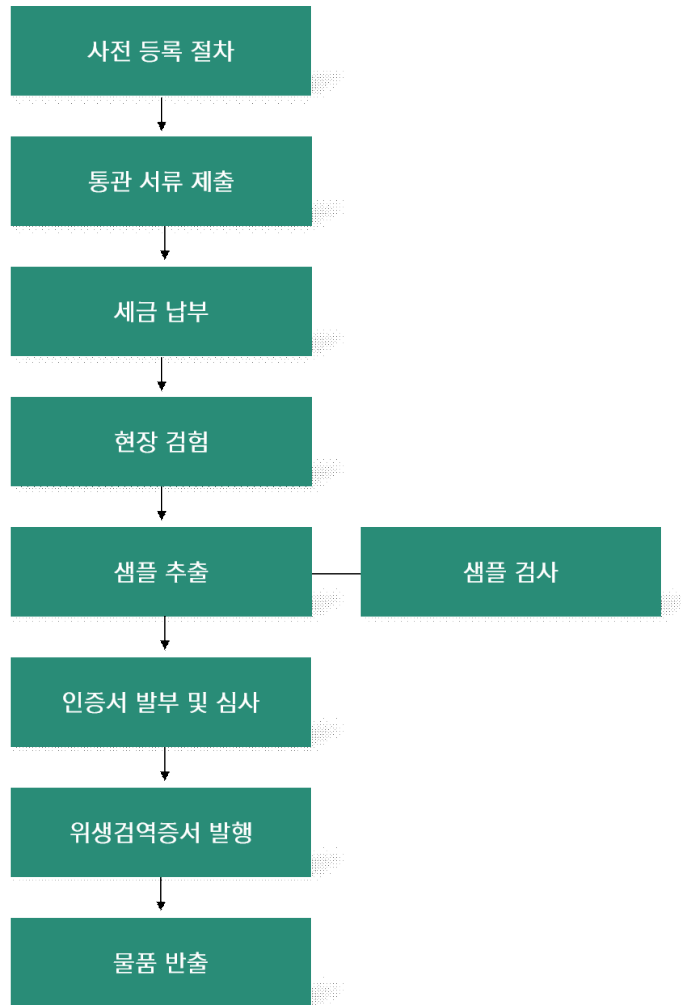 사전 등록 절차
통관 서류 제출
세금 납부
현장 검험
샘플 추출
샘플 검사
인증서 발부 및 심사
위생검역증서 발행
물품 반출